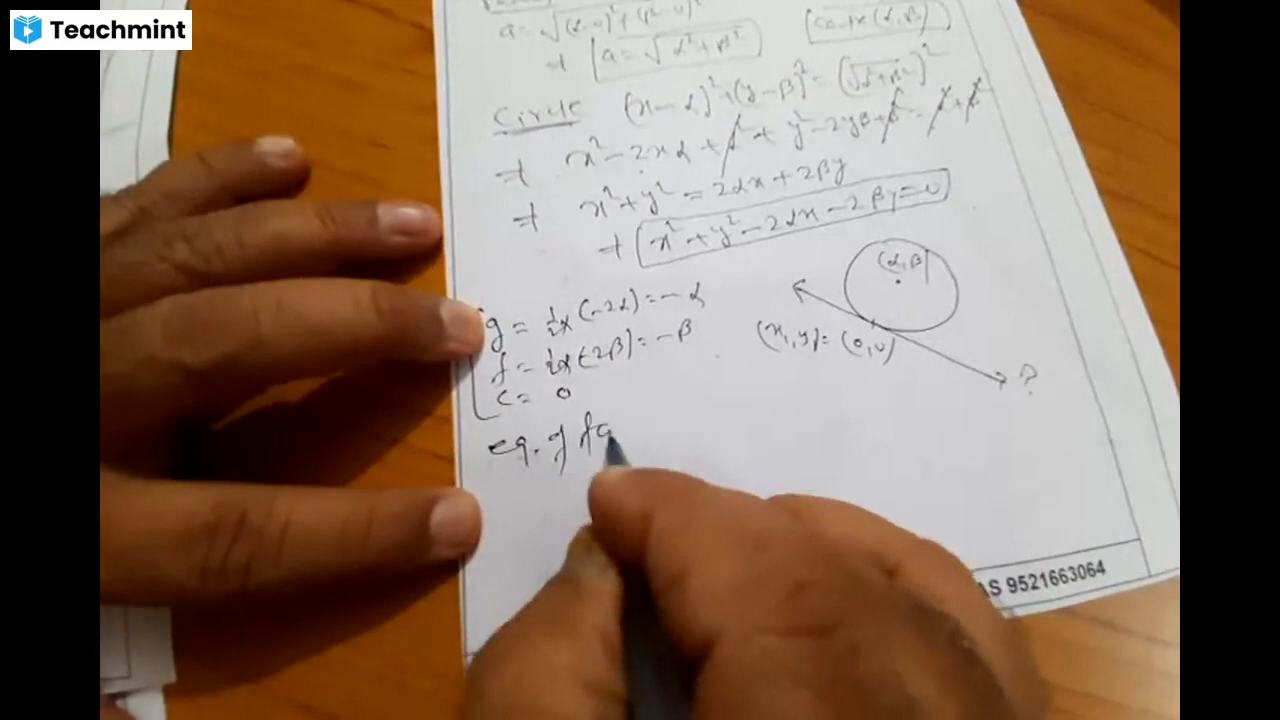 Teachmint
a = √(α-0)²+(β-0)²
⇒ a = √α²+β²
Centre (α, β)
Circle (x-α)²+(y-β)² = (√α²+β²)²
⇒ x²-2xα+α²+y²-2yβ+β² = α²+β²
⇒ x²+y² = 2αx+2βy
⇒ x²+y²-2αx-2βy=0
(α, β)
g = ½×(-2α) = -α
f = ½×(-2β) = -β
c = 0
(x₁, y₁) = (0, 0)
?
eq. of
AS 9521663064